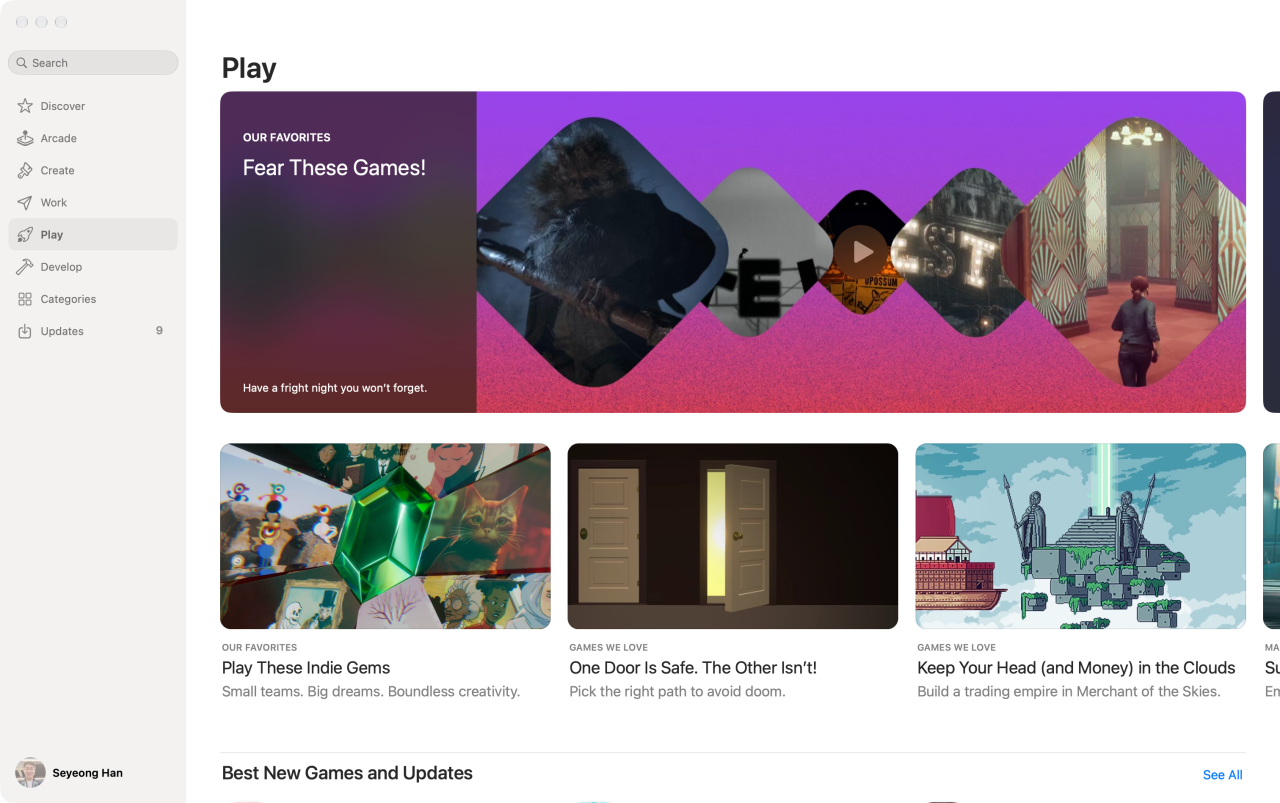 Search
Discover
Arcade
Create
Work
Play
Develop
Categories
Updates
9
Seyeong Han
Play
OUR FAVORITES
Fear These Games!
Have a fright night you won't forget.
EST
E
OPOSSUM
OUR FAVORITES
Play These Indie Gems
Small teams. Big dreams. Boundless creativity.
GAMES WE LOVE
One Door Is Safe. The Other Isn't!
Pick the right path to avoid doom.
GAMES WE LOVE
Keep Your Head (and Money) in the Clouds
Build a trading empire in Merchant of the Skies.
Best New Games and Updates
See All